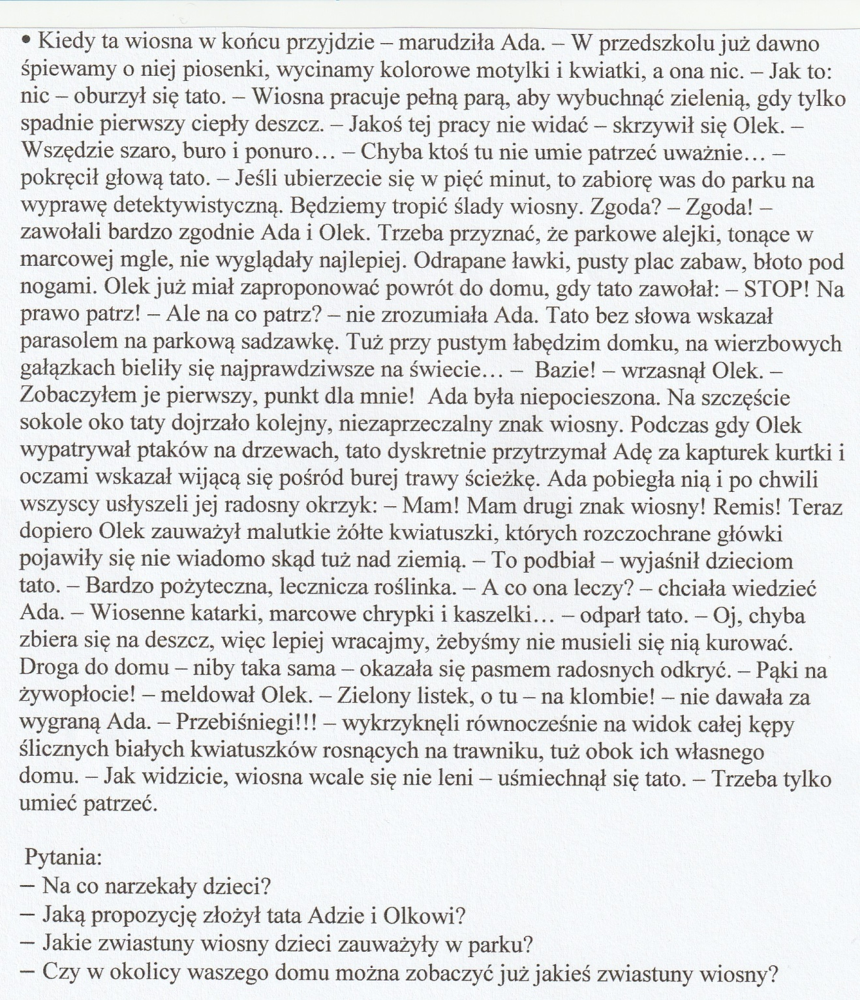 • Kiedy ta wiosna w końcu przyjdzie – marudziła Ada. – W przedszkolu już dawno
śpiewamy o niej piosenki, wycinamy kolorowe motylki i kwiatki, a ona nic. – Jak to:
nic – oburzył się tato. – Wiosna pracuje pełną parą, aby wybuchnąć zielenią, gdy tylko
spadnie pierwszy ciepły deszcz. – Jakoś tej pracy nie widać – skrzywił się Olek. –
Wszędzie szaro, buro i ponuro… – Chyba ktoś tu nie umie patrzeć uważnie… –
pokręcił głową tato. – Jeśli ubierzecie się w pięć minut, to zabiorę was do parku na
wyprawę detektywistyczną. Będziemy tropić ślady wiosny. Zgoda? – Zgoda! –
zawołali bardzo zgodnie Ada i Olek. Trzeba przyznać, że parkowe alejki, tonące w
marcowej mgle, nie wyglądały najlepiej. Odrapane ławki, pusty plac zabaw, błoto pod
nogami. Olek już miał zaproponować powrót do domu, gdy tato zawołał: – STOP! Na
prawo patrz! – Ale na co patrz? – nie zrozumiała Ada. Tato bez słowa wskazał
parasolem na parkową sadzawkę. Tuż przy pustym łabędzim domku, na wierzbowych
gałązkach bieliły się najprawdziwsze na świecie… – Bazie! – wrzasnął Olek. –
Zobaczyłem je pierwszy, punkt dla mnie! Ada była niepocieszona. Na szczęście
sokole oko taty dojrzało kolejny, niezaprzeczalny znak wiosny. Podczas gdy Olek
wypatrywał ptaków na drzewach, tato dyskretnie przytrzymał Adę za kapturek kurtki i
oczami wskazał wijącą się pośród burej trawy ścieżkę. Ada pobiegła nią i po chwili
wszyscy usłyszeli jej radosny okrzyk: – Mam! Mam drugi znak wiosny! Remis! Teraz
dopiero Olek zauważył malutkie żółte kwiatuszki, których rozczochrane główki
pojawiły się nie wiadomo skąd tuż nad ziemią. – To podbiał – wyjaśnił dzieciom
tato. – Bardzo pożyteczna, lecznicza roślinka. – A co ona leczy? – chciała wiedzieć
Ada. – Wiosenne katarki, marcowe chrypki i kaszelki… – odparł tato. – Oj, chyba
zbiera się na deszcz, więc lepiej wracajmy, żebyśmy nie musieli się nią kurować.
Droga do domu – niby taka sama – okazała się pasmem radosnych odkryć. – Pąki na
żywopłocie! – meldował Olek. – Zielony listek, o tu – na klombie! – nie dawała za
wygraną Ada. – Przebiśniegi!!! – wykrzyknęli równocześnie na widok całej kępy
ślicznych białych kwiatuszków rosnących na trawniku, tuż obok ich własnego
domu. – Jak widzicie, wiosna wcale się nie leni – uśmiechnął się tato. – Trzeba tylko
umieć patrzeć.
Pytania:
– Na co narzekały dzieci?
– Jaką propozycję złożył tata Adzie i Olkowi?
– Jakie zwiastuny wiosny dzieci zauważyły w parku?
– Czy w okolicy waszego domu można zobaczyć już jakieś zwiastuny wiosny?